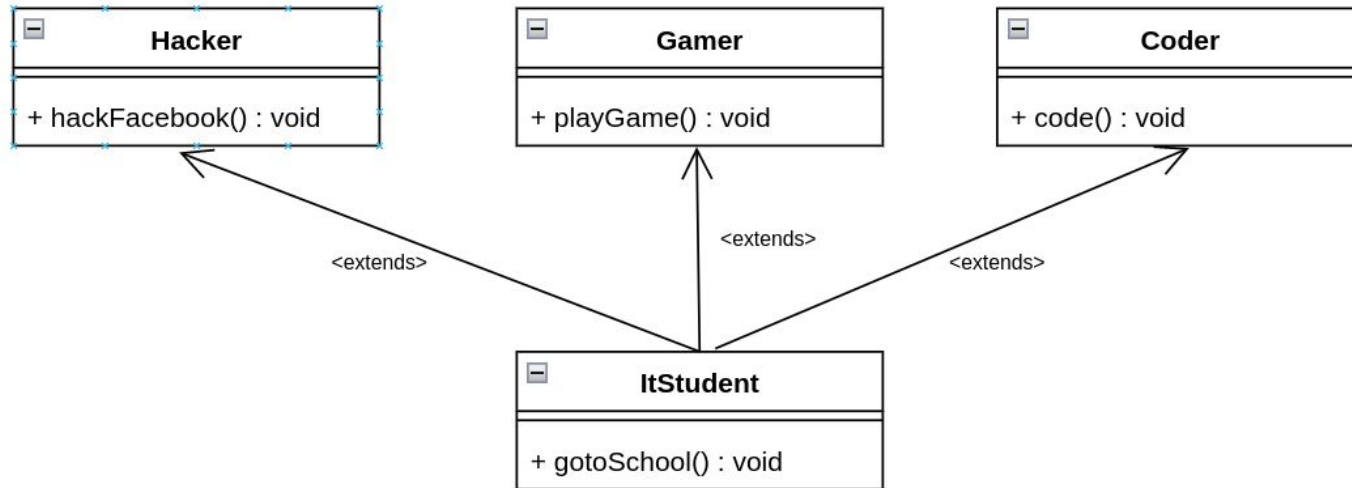 Hacker
+ hackFacebook() : void
Gamer
+ playGame() : void
Coder
+ code() : void
<extends>
<extends>
<extends>
ItStudent
+ gotoSchool() : void